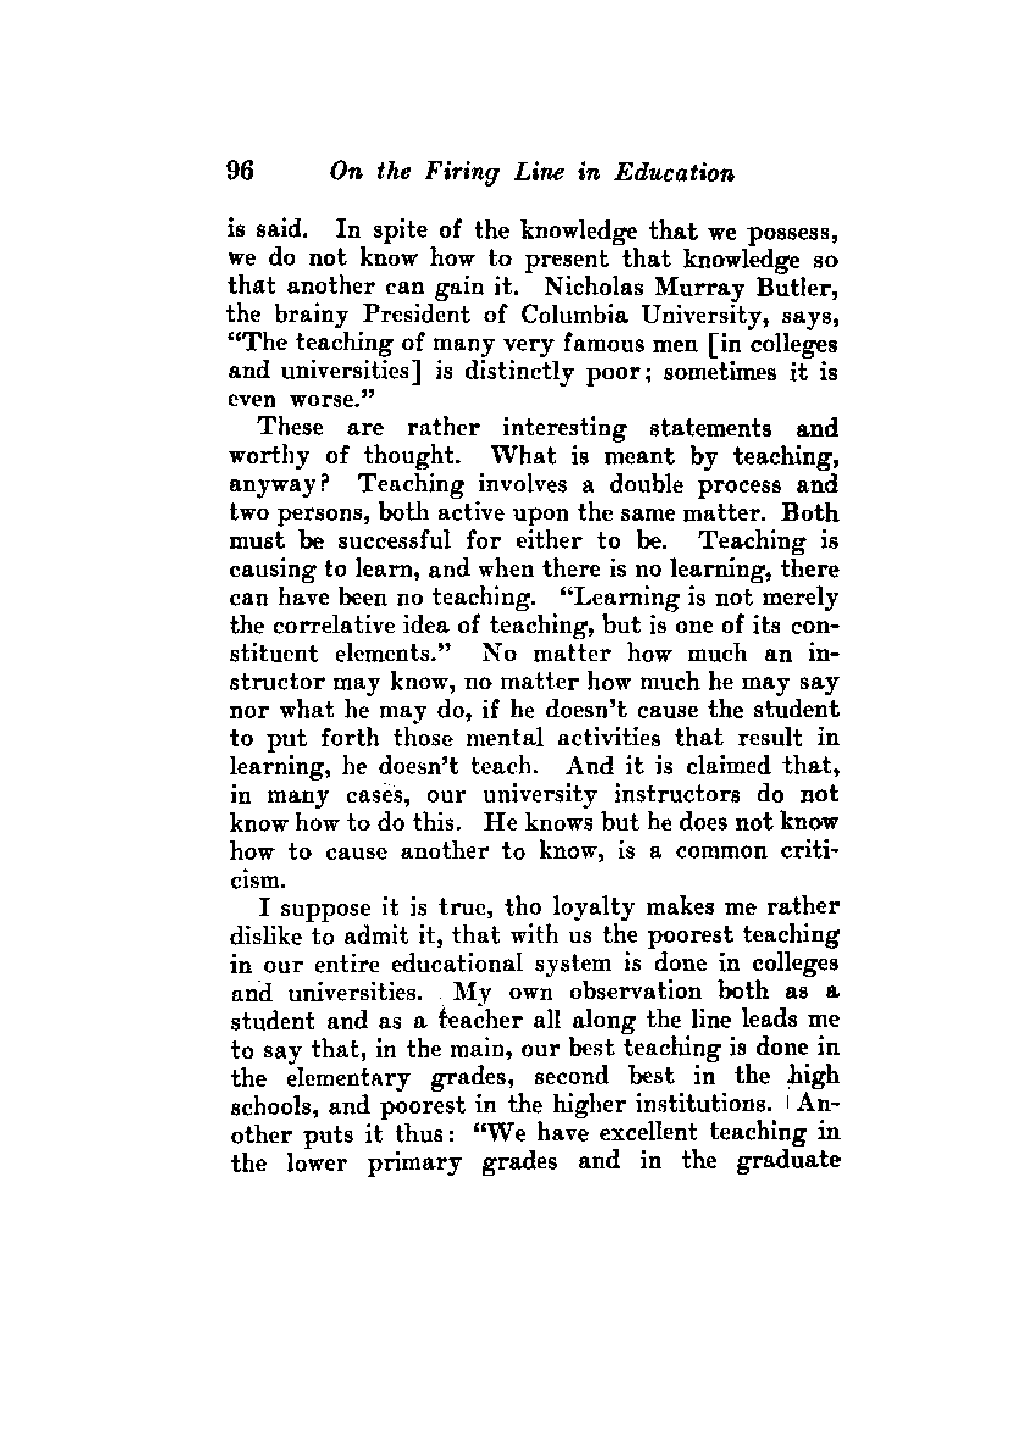 96 On the Firing Line in Education
is said. In spite of the knowledge that we possess,
we do not know how to present that knowledge so
that another can gain it. Nicholas Murray Butler,
the brainy President of Columbia University, says,
“The teaching of many very famous men [in colleges
and universities] is distinctly poor; sometimes it is
even worse.”
These are rather interesting statements and
worthy of thought. What is meant by teaching,
anyway? Teaching involves a double process and
two persons, both active upon the same matter. Both
must be successful for either to be. Teaching is
causing to learn, and when there is no learning, there
can have been no teaching. “Learning is not merely
the correlative idea of teaching, but is one of its con-
stituent elements.” No matter how much an in-
structor may know, no matter how much he may say
nor what he may do, if he doesn't cause the student
to put forth those mental activities that result in
learning, he doesn't teach. And it is claimed that,
in many cases, our university instructors do not
know how to do this. He knows but he does not know
how to cause another to know, is a common criti-
cism.
I suppose it is true, tho loyalty makes me rather
dislike to admit it, that with us the poorest teaching
in our entire educational system is done in colleges
and universities. My own observation both as a
student and as a teacher all along the line leads me
to say that, in the main, our best teaching is done in
the elementary grades, second best in the high
schools, and poorest in the higher institutions. An-
other puts it thus: “We have excellent teaching in
the lower primary grades and in the graduate